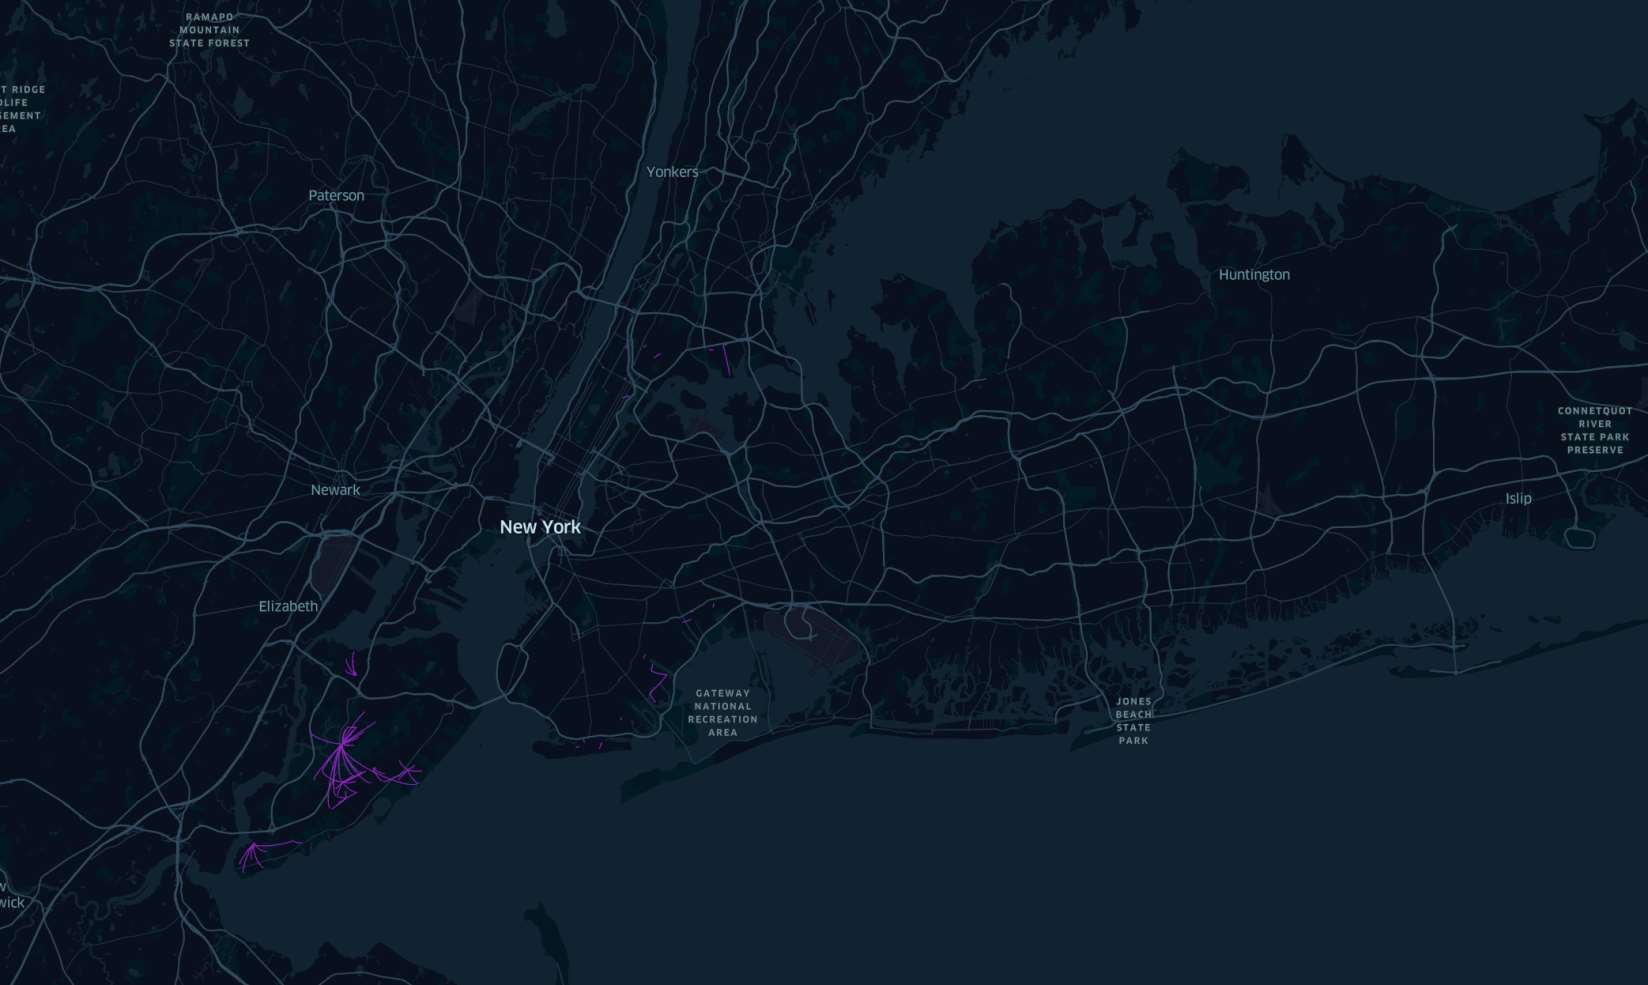 RAMAPO
MOUNTAIN
STATE FOREST
T RIDGE
DLIFE
EMENT
EA
Yonkers
Paterson
Huntington
CONNETQUOT
RIVER
STATE PARK
PRESERVE
Newark
Islip
New York
Elizabeth
GATEWAY
NATIONAL
RECREATION
AREA
JONES
BEACH
STATE
PARK
w
wick